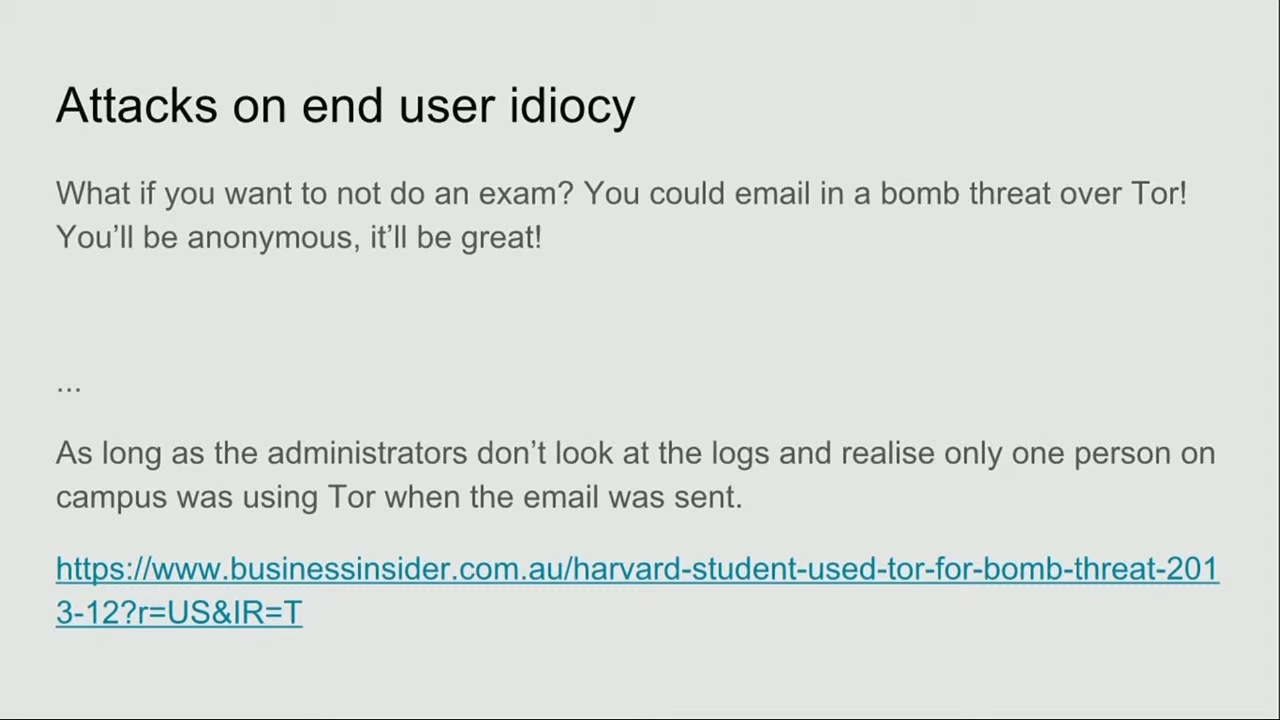 Attacks on end user idiocy
What if you want to not do an exam? You could email in a bomb threat over Tor!
You’ll be anonymous, it’ll be great!
...
As long as the administrators don’t look at the logs and realise only one person on
campus was using Tor when the email was sent.
https://www.businessinsider.com.au/harvard-student-used-tor-for-bomb-threat-201
3-12?r=US&IR=T